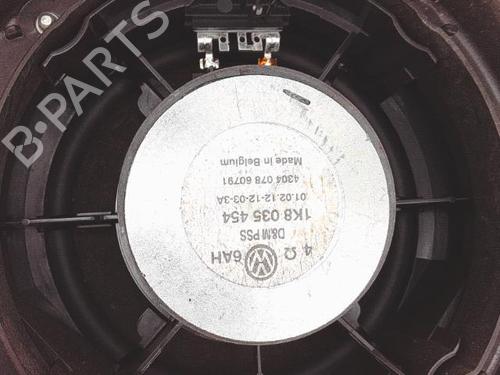 B-PARTS
6AH
4 Ω
D&M PSS
1K8 035 454
01.02.12-12-03-3A
4304 078 60791
Made in Belgium